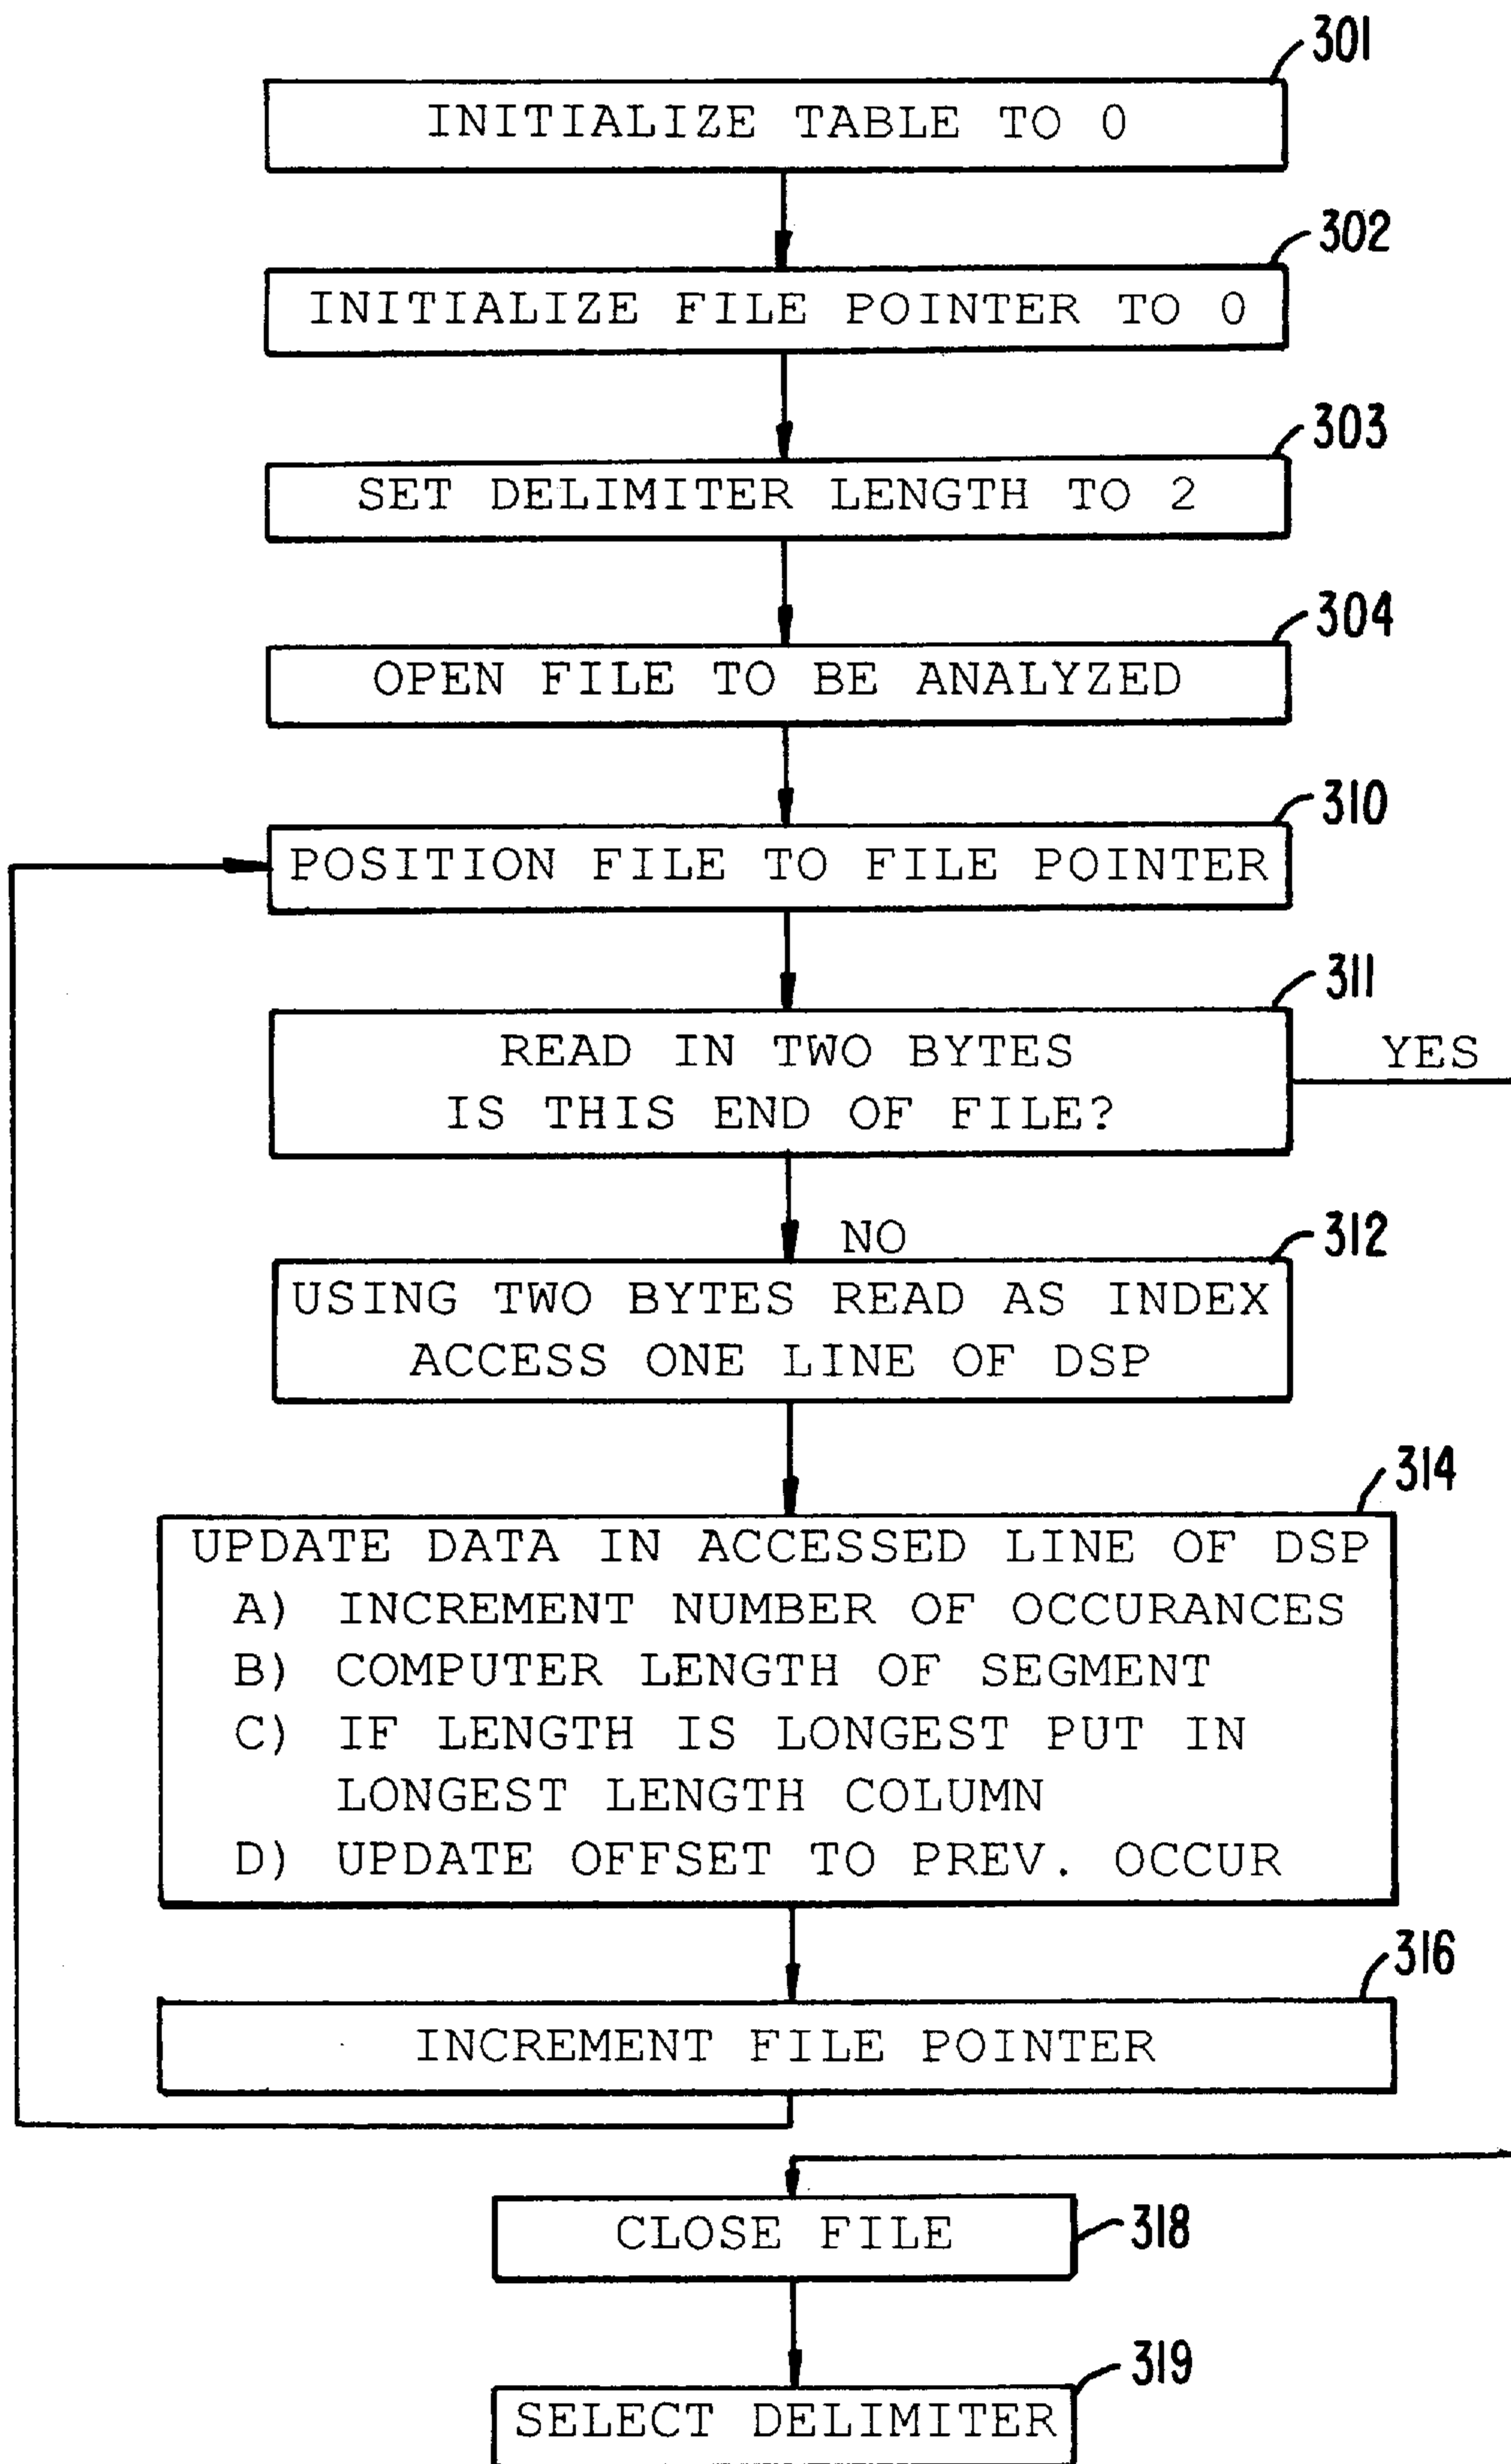 301
INITIALIZE TABLE TO 0
302
INITIALIZE FILE POINTER TO 0
303
SET DELIMITER LENGTH TO 2
304
OPEN FILE TO BE ANALYZED
310
POSITION FILE TO FILE POINTER
311
READ IN TWO BYTES
IS THIS END OF FILE?
YES
NO
312
USING TWO BYTES READ AS INDEX
ACCESS ONE LINE OF DSP
314
UPDATE DATA IN ACCESSED LINE OF DSP
A) INCREMENT NUMBER OF OCCURANCES
B) COMPUTER LENGTH OF SEGMENT
C) IF LENGTH IS LONGEST PUT IN
LONGEST LENGTH COLUMN
D) UPDATE OFFSET TO PREV. OCCUR
316
INCREMENT FILE POINTER
CLOSE FILE
318
319
SELECT DELIMITER